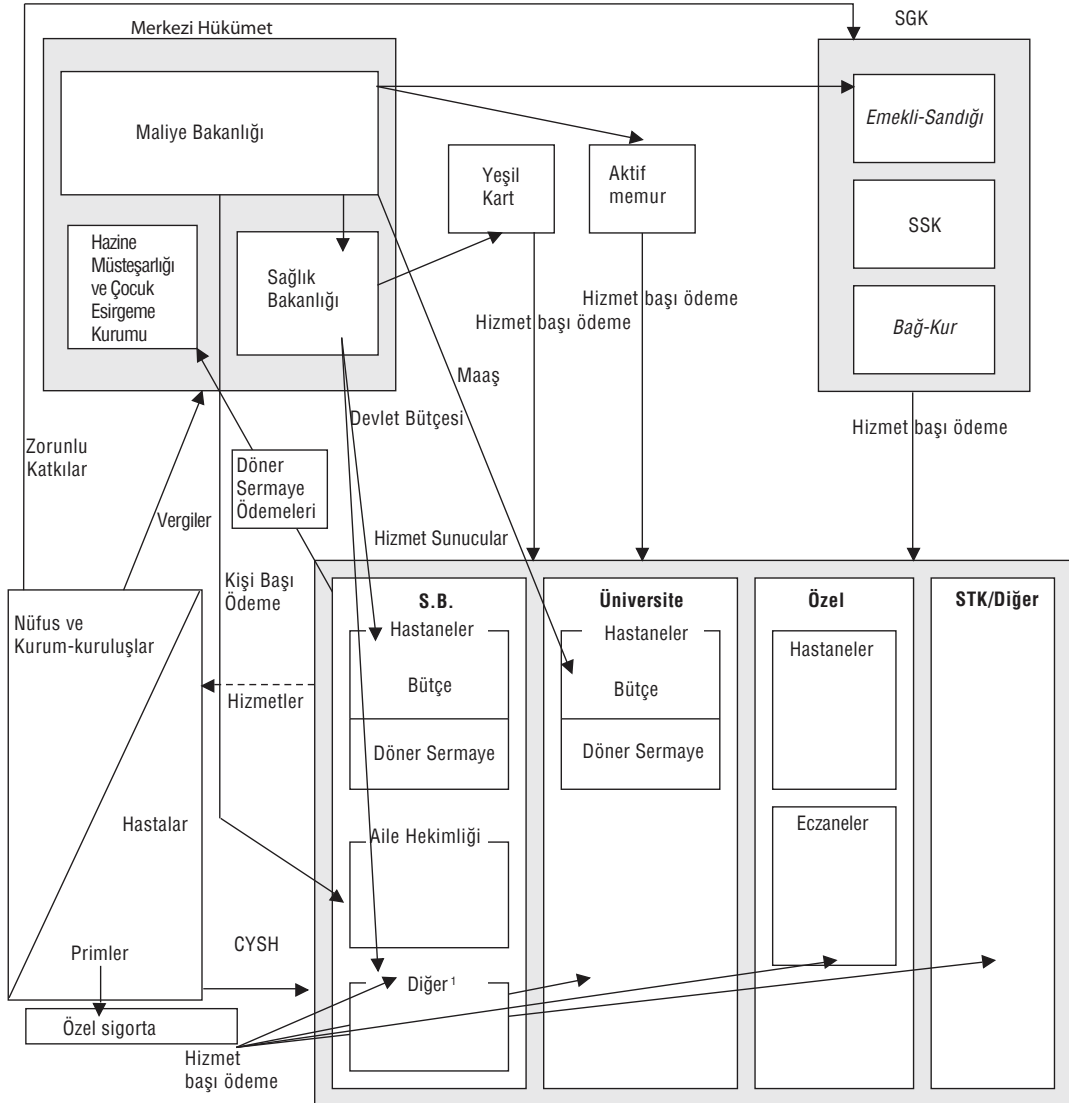 Merkezi Hükümet
SGK
Maliye Bakanlığı
Emekli-Sandığı
Yeşil
Kart
Aktif
memur
SSK
Hazine
Müsteşarlığı
ve Çocuk
Esirgeme
Kurumu
Sağlık
Bakanlığı
Bağ-Kur
Hizmet başı ödeme
Hizmet başı ödeme
Maaş
Devlet Bütçesi
Hizmet başı ödeme
Zorunlu
Katkılar
Döner
Sermaye
Ödemeleri
Vergiler
Hizmet Sunucular
Kişi Başı
Ödeme
Nüfus ve
Kurum-kuruluşlar
S.B.
Üniversite
Özel
STK/Diğer
Hastaneler
Hastaneler
Hastaneler
Bütçe
Bütçe
Hizmetler
Döner Sermaye
Döner Sermaye
Hastalar
Aile Hekimliği
Eczaneler
Primler
CYSH
Diğer 1
Özel sigorta
Hizmet
başı ödeme